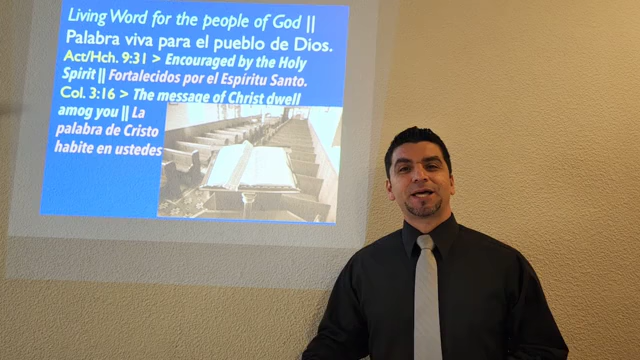 Living Word for the people of God ||
Palabra viva para el pueblo de Dios.
Act/Hch. 9:31 > Encouraged by the Holy
Spirit || Fortalecidos por el Espíritu Santo.
Col. 3:16 > The message of Christ dwell
amog you || La
palabra de Cristo
habite en ustedes